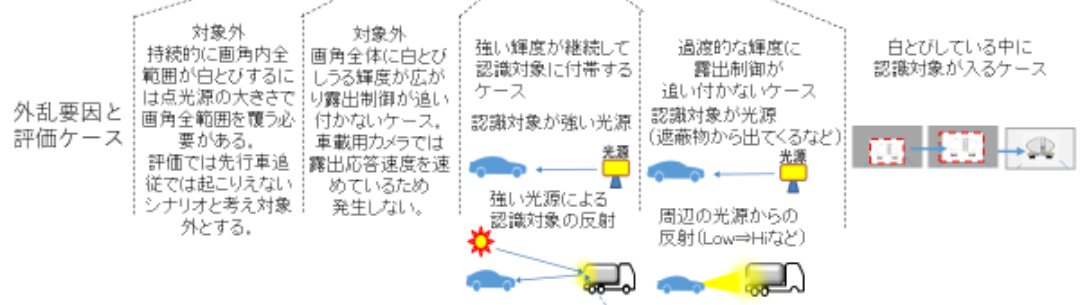 外乱要因と
評価ケース
対象外
持続的に画角内全
範囲が白とびするに
は点光源の大きさで
画角全範囲を覆う必
要がある。
評価では先行車追
従では起こりえない
シナリオと考え対象
外とする。
対象外
画角全体に白とび
しうる輝度が広が
り露出制御が追い
付かないケース。
車載用カメラでは
露出応答速度を速
めているため
発生しない。
強い輝度が継続して
認識対象に付帯する
ケース
認識対象が強い光源
光源
強い光源による
認識対象の反射
過渡的な輝度に
露出制御が
追い付かないケース
認識対象が光源
(遮蔽物から出てくるなど)
光源
周辺の光源からの
反射(Low⇒Hiなど)
白とびしている中に
認識対象が入るケース